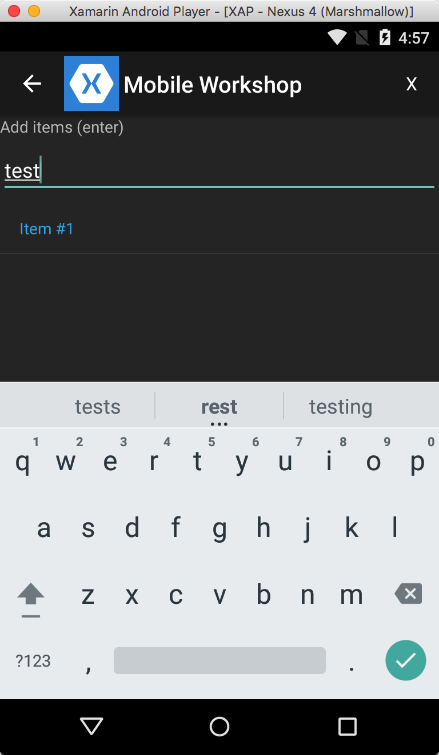 Xamarin Android Player - [XAP - Nexus 4 (Marshmallow)]
4:57
Mobile Workshop X
Add items (enter)
test
Item #1
tests rest testing
1 2 3 4 5 6 7 8 9 0
q w e r t y u i o p
a s d f g h j k l
z x c v b n m
?123 , .